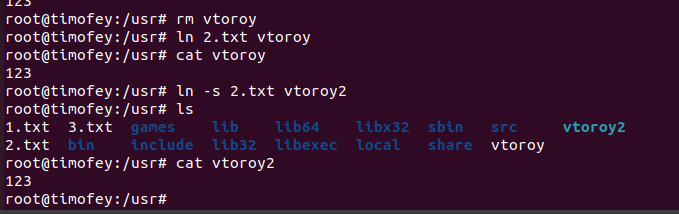 123
root@timofey:/usr# rm vtoroy
root@timofey:/usr# ln 2.txt vtoroy
root@timofey:/usr# cat vtoroy
123
root@timofey:/usr# ln -s 2.txt vtoroy2
root@timofey:/usr# ls
1.txt 3.txt games lib lib64 libx32 sbin src vtoroy2
2.txt bin include lib32 libexec local share vtoroy
root@timofey:/usr# cat vtoroy2
123
root@timofey:/usr#